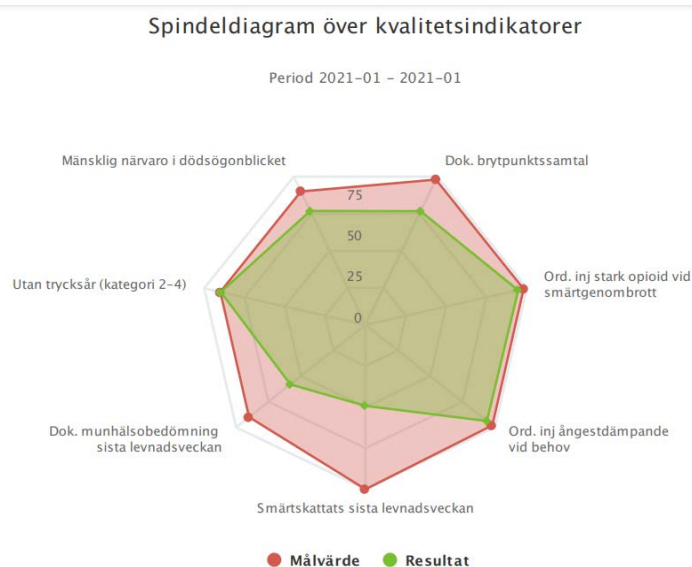 Spindeldiagram över kvalitetsindikatorer
Period 2021-01 - 2021-01
Mänsklig närvaro i dödsögonblicket
Dok. brytpunktssamtal
75
50
25
0
Utan trycksår (kategori 2-4)
Ord. inj stark opioid vid
smärtgenombrott
Dok. munhälsobedömning
sista levnadsveckan
Ord. inj ångestdämpande
vid behov
Smärtskattats sista levnadsveckan
Målvärde
Resultat